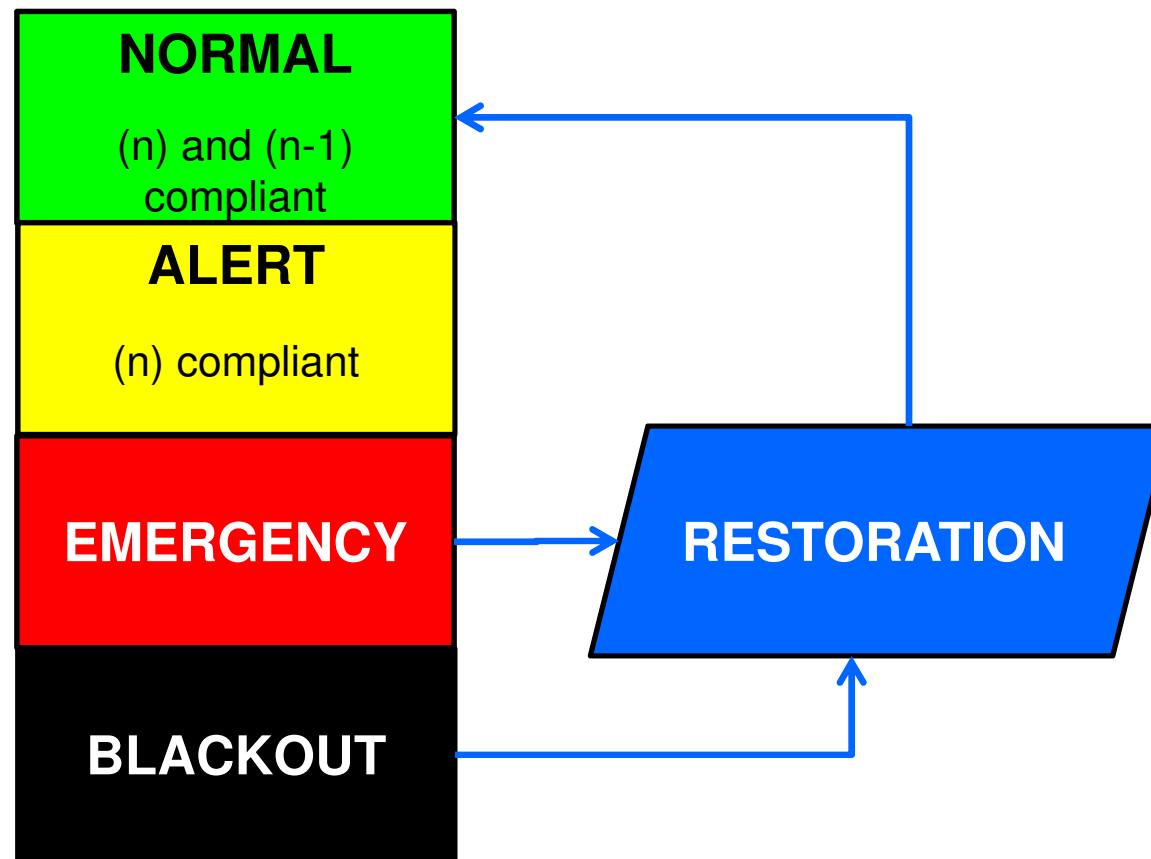 NORMAL
(n) and (n-1)
compliant
ALERT
(n) compliant
EMERGENCY
RESTORATION
BLACKOUT